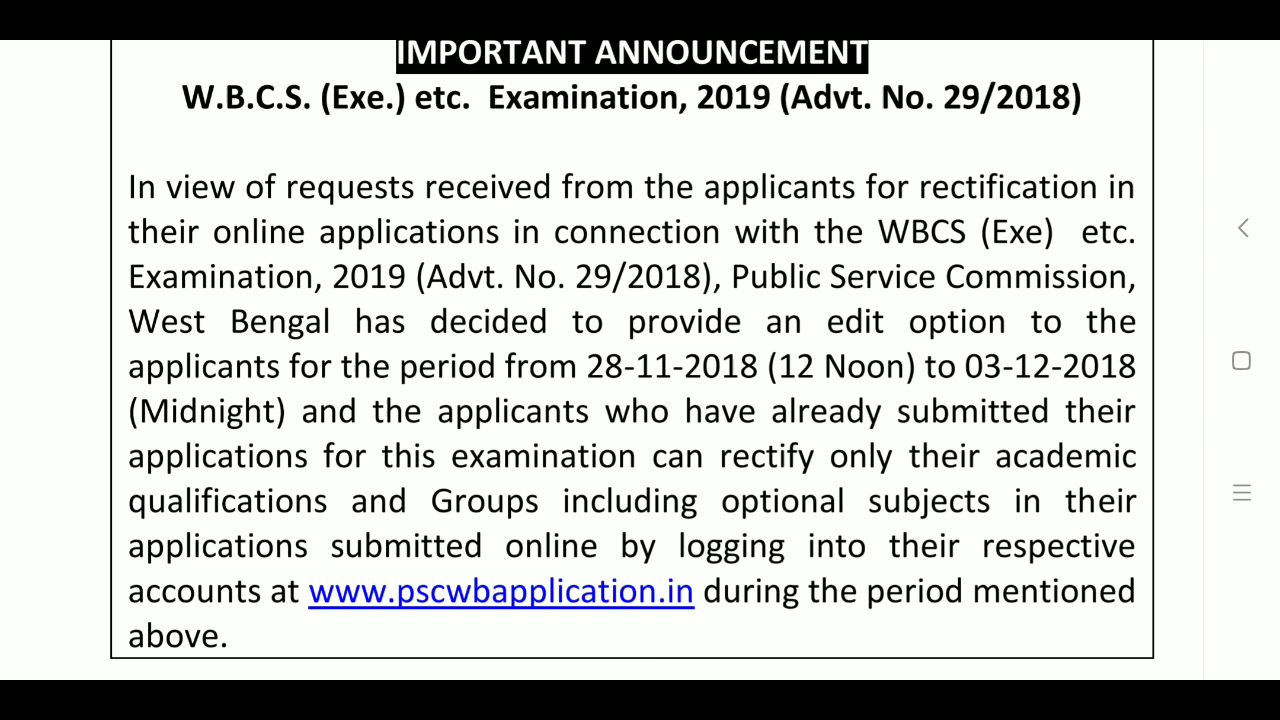 IMPORTANT ANNOUNCEMENT
W.B.C.S. (Exe.) etc.  Examination, 2019 (Advt. No. 29/2018)
In view of requests received from the applicants for rectification in
their online applications in connection with the WBCS (Exe)  etc.
Examination, 2019 (Advt. No. 29/2018), Public Service Commission,
West Bengal has decided to provide an edit option to the
applicants for the period from 28-11-2018 (12 Noon) to 03-12-2018
(Midnight) and the applicants who have already submitted their
applications for this examination can rectify only their academic
qualifications and Groups including optional subjects in their
applications submitted online by logging into their respective
accounts at www.pscwbapplication.in during the period mentioned
above.